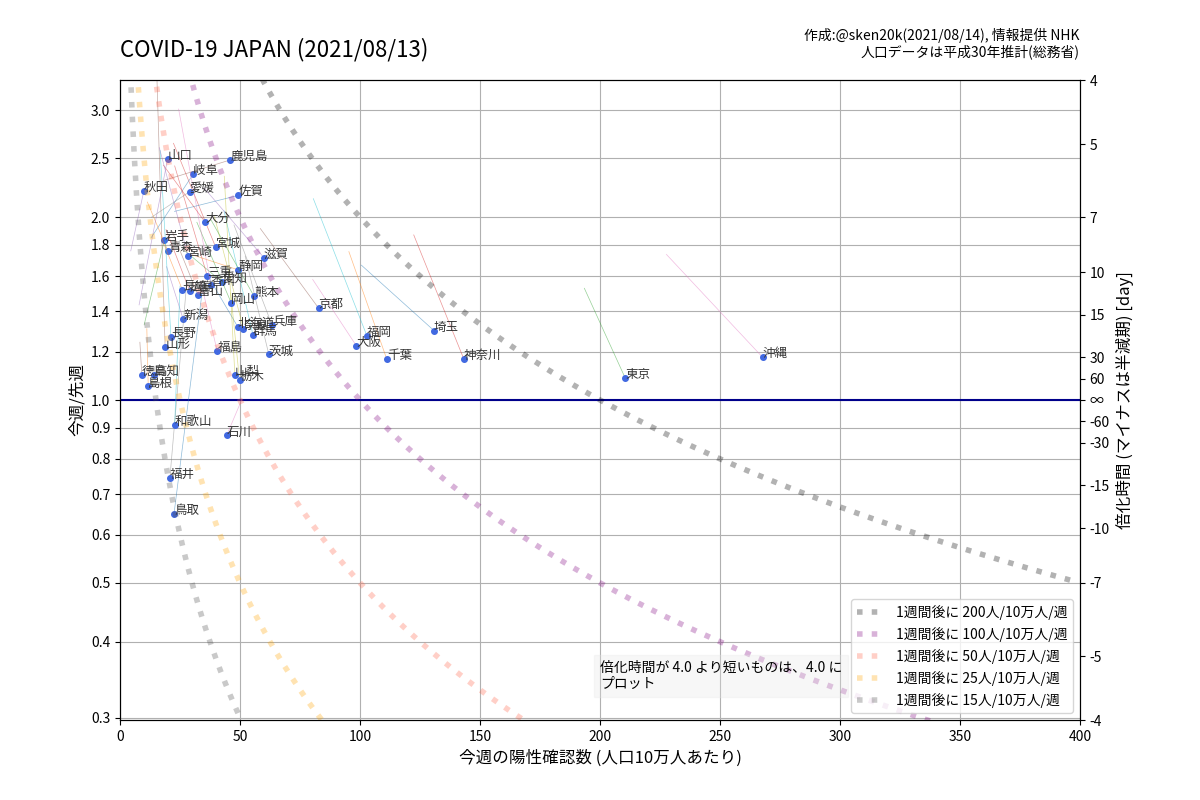 COVID-19 JAPAN (2021/08/13)
作成:@sken20k(2021/08/14), 情報提供 NHK
人口データは平成30年推計(総務省)
今週/先週
3.0
2.5
2.0
1.8
1.6
1.4
1.2
1.0
0.9
0.8
0.7
0.6
0.5
0.4
0.3
山口
鹿児島
岐阜
秋田
愛媛
佐賀
大分
岩手
宮城
青森
宮崎
滋賀
静岡
三重
愛知
香川
長崎
富山
熊本
岡山
京都
新潟
北海道
兵庫
群馬
埼玉
福岡
長野
山形
大阪
福島
茨城
千葉
神奈川
沖縄
徳島
高知
山梨
栃木
島根
東京
和歌山
石川
福井
鳥取
倍化時間が 4.0 より短いものは、4.0 に
プロット
1週間後に 200人/10万人/週
1週間後に 100人/10万人/週
1週間後に 50人/10万人/週
1週間後に 25人/10万人/週
1週間後に 15人/10万人/週
4
5
7
10
15
30
60
∞
-60
-30
-15
-10
-7
-5
-4
倍化時間 (マイナスは半減期) [day]
0
50
100
150
200
250
300
350
400
今週の陽性確認数 (人口10万人あたり)